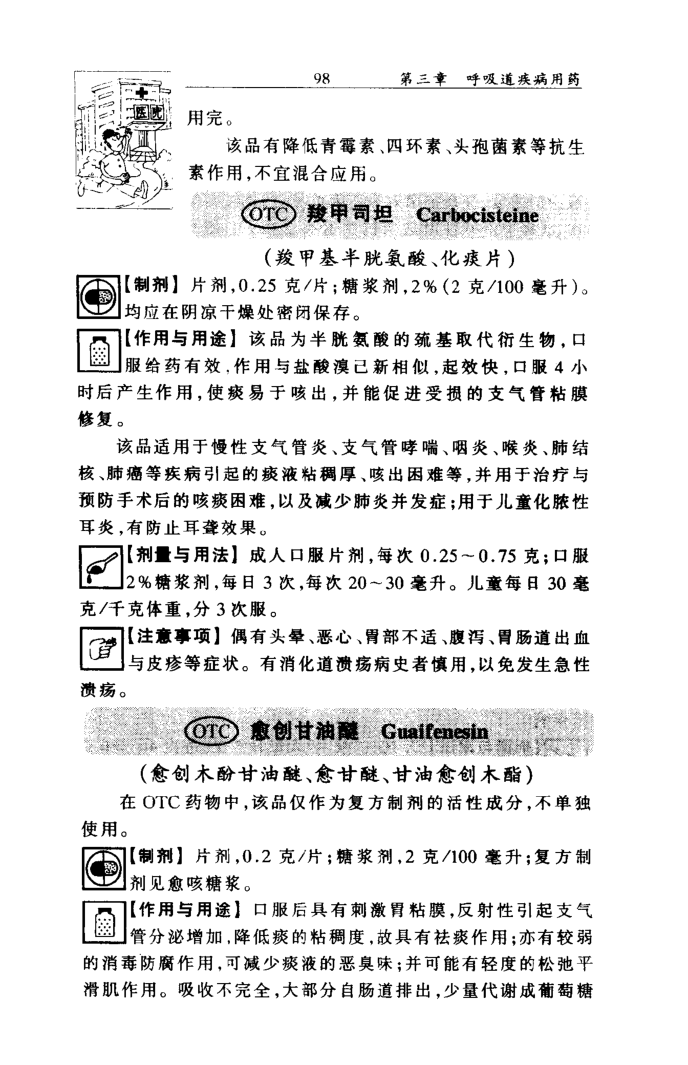 98 第三章 呼吸道疾病用药
医院
用完。
该品有降低青霉素、四环素、头孢菌素等抗生
素作用,不宜混合应用。
OTC 羧甲司坦 Carbocisteine
(羧甲基半胱氨酸、化痰片)
【制剂】片剂,0.25 克/片;糖浆剂,2%(2 克/100 毫升)。
均应在阴凉干燥处密闭保存。
【作用与用途】该品为半胱氨酸的巯基取代衍生物,口
服给药有效,作用与盐酸溴己新相似,起效快,口服 4 小
时后产生作用,使痰易于咳出,并能促进受损的支气管粘膜
修复。
该品适用于慢性支气管炎、支气管哮喘、咽炎、喉炎、肺结
核、肺癌等疾病引起的痰液粘稠厚、咳出困难等,并用于治疗与
预防手术后的咳痰困难,以及减少肺炎并发症;用于儿童化脓性
耳炎,有防止耳聋效果。
【剂量与用法】成人口服片剂,每次 0.25~0.75 克;口服
2%糖浆剂,每日 3 次,每次 20~30 毫升。儿童每日 30 毫
克/千克体重,分 3 次服。
【注意事项】偶有头晕、恶心、胃部不适、腹泻、胃肠道出血
与皮疹等症状。有消化道溃疡病史者慎用,以免发生急性
溃疡。
OTC 愈创甘油醚 Guaifenesin
(愈创木酚甘油醚、愈甘醚、甘油愈创木酯)
在 OTC 药物中,该品仅作为复方制剂的活性成分,不单独
使用。
【制剂】片剂,0.2 克/片;糖浆剂,2 克/100 毫升;复方制
剂见愈咳糖浆。
【作用与用途】口服后具有刺激胃粘膜,反射性引起支气
管分泌增加,降低痰的粘稠度,故具有祛痰作用;亦有较弱
的消毒防腐作用,可减少痰液的恶臭味;并可能有轻度的松弛平
滑肌作用。吸收不完全,大部分自肠道排出,少量代谢成葡萄糖